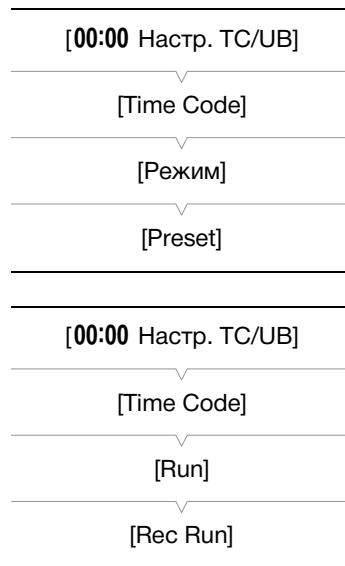 [00:00 Настр. TC/UB]
[Time Code]
[Режим]
[Preset]
[00:00 Настр. TC/UB]
[Time Code]
[Run]
[Rec Run]